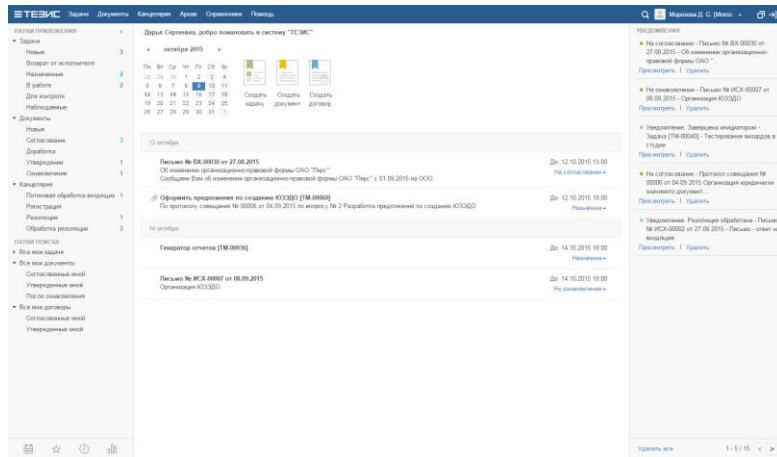 ТЕЗИС Задачи Документы Канцелярия Архив Справочники Помощь
Морозова Д. С. [Moroz
ПАПКИ ПРИЛОЖЕНИЯ
Задачи
Новые 3
Возврат от исполнителя
Назначенные 2
В работе 2
Для контроля
Наблюдаемые
Документы
Новые
Согласование 3
Доработка
Утверждение 1
Ознакомление 1
Канцелярия
Потоковая обработка входящих 1
Регистрация
Резолюция 1
Обработка резолюции 3
ПАПКИ ПОИСКА
Все мои задачи
Все мои документы
Согласованные мной
Утвержденные мной
После ознакомления
Все мои договоры
Согласованные мной
Утвержденные мной
Дарья Сергеевна, добро пожаловать в систему "ТЕЗИС"
октября 2015
Пн Вт Ср Чт Пт Сб Вс
28 29 30 1 2 3 4
5 6 7 8 9 10 11
12 13 14 15 16 17 18
19 20 21 22 23 24 25
26 27 28 29 30 31 1
Создать задачу
Создать документ
Создать договор
12 октября
Письмо № ВХ-00030 от 27.08.2015 До: 12.10.2015 13:00
Об изменении организационно-правовой формы ОАО "Пирс" На согласовании
Сообщаем Вам об изменении организационно-правовой формы ОАО "Пирс" с 01.09.2015 на ООО.
Оформить предложения по созданию ЮЗЭДО [ТМ-00060] До: 12.10.2015 18:00
По протоколу совещания № 00006 от 04.09.2015 по вопросу № 2 Разработка предложений по созданию ЮЗЭДО Назначена
14 октября
Генератор отчетов [ТМ-00036] До: 14.10.2015 18:00
Назначена
Письмо № ИСХ-00007 от 08.09.2015 До: 14.10.2015 18:00
Организация ЮЗЭДО На ознакомлении
УВЕДОМЛЕНИЯ
На согласовании - Письмо № ВХ-00030 от
27.08.2015 - Об изменении организационно-
правовой формы ОАО "...
Просмотреть | Удалить
На ознакомлении - Письмо № ИСХ-00007 от
08.09.2015 - Организация ЮЗЭДО
Просмотреть | Удалить
Уведомление. Завершена инициатором -
Задача [ТМ-00040] - Тестирование визардов в
студии
Просмотреть | Удалить
На согласовании - Протокол совещания №
00006 от 04.09.2015 Организация юридически
значимого документ...
Просмотреть | Удалить
Уведомление. Резолюция обработана - Письмо
№ ИСХ-00002 от 27.08.2015 - Письмо - ответ на
входящее
Просмотреть | Удалить
Удалить все 1 - 5 / 15 < >